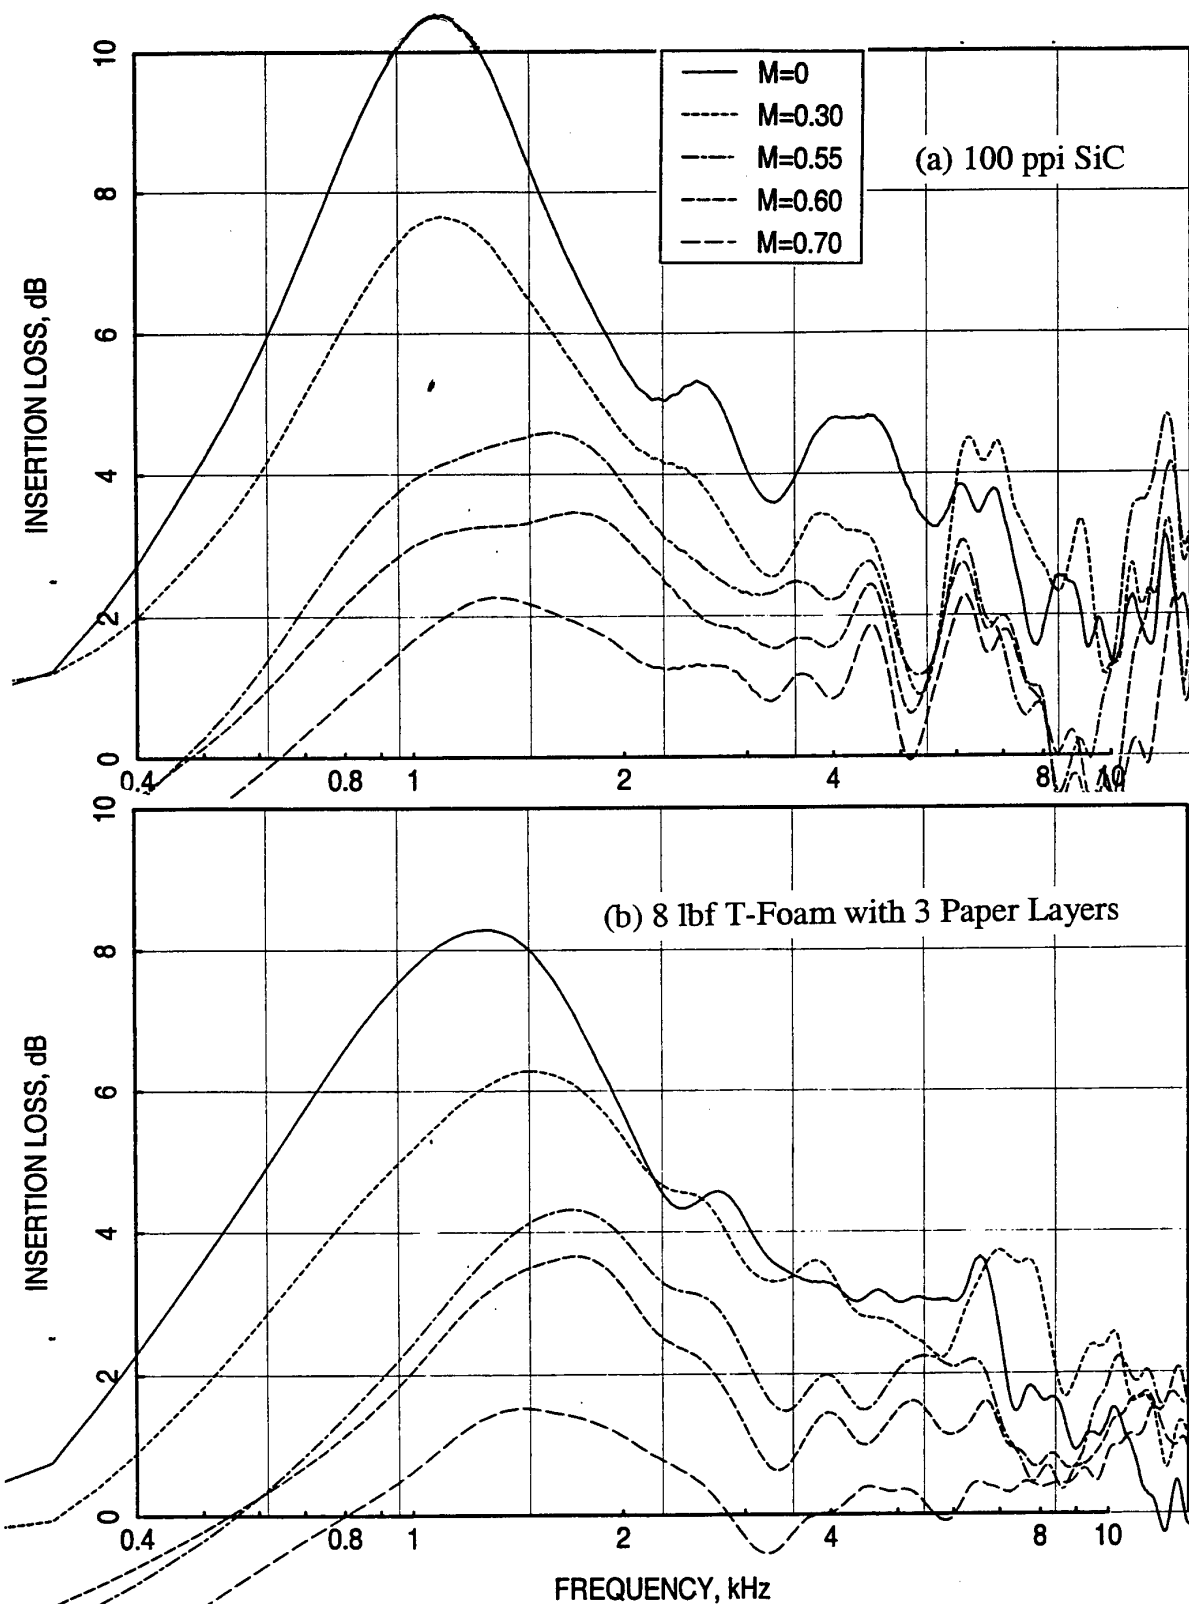 10
M=0
M=0.30
M=0.55
M=0.60
M=0.70
(a) 100 ppi SiC
8
6
INSERTION LOSS, dB
4
2
0
0.4 0.8 1 2 4 8 10
10
(b) 8 lbf T-Foam with 3 Paper Layers
8
6
INSERTION LOSS, dB
4
2
0
0.4 0.8 1 2 4 8 10
FREQUENCY, kHz